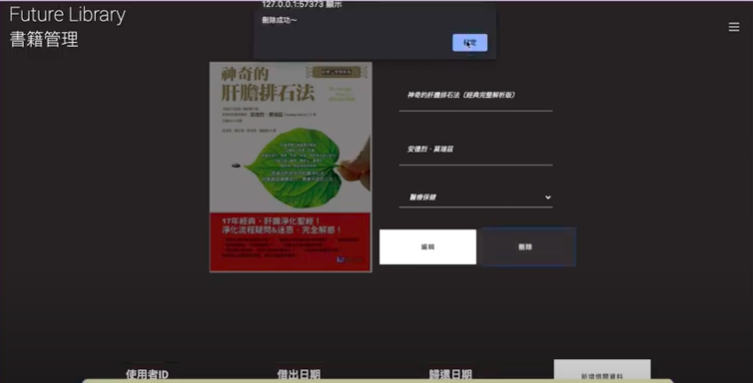 Future Library
書籍管理
127.0.0.1:57373 顯示
刪除成功~
確定
神奇的
肝膽排石法
17年經典，肝膽淨化聖經！
淨化流程疑問&迷思，完全解惑！
神奇的肝膽排石法（經典完整解析版）
安德烈．莫瑞茲
醫療保健
編輯
刪除
使用者ID
借出日期
歸還日期
新增借閱資料